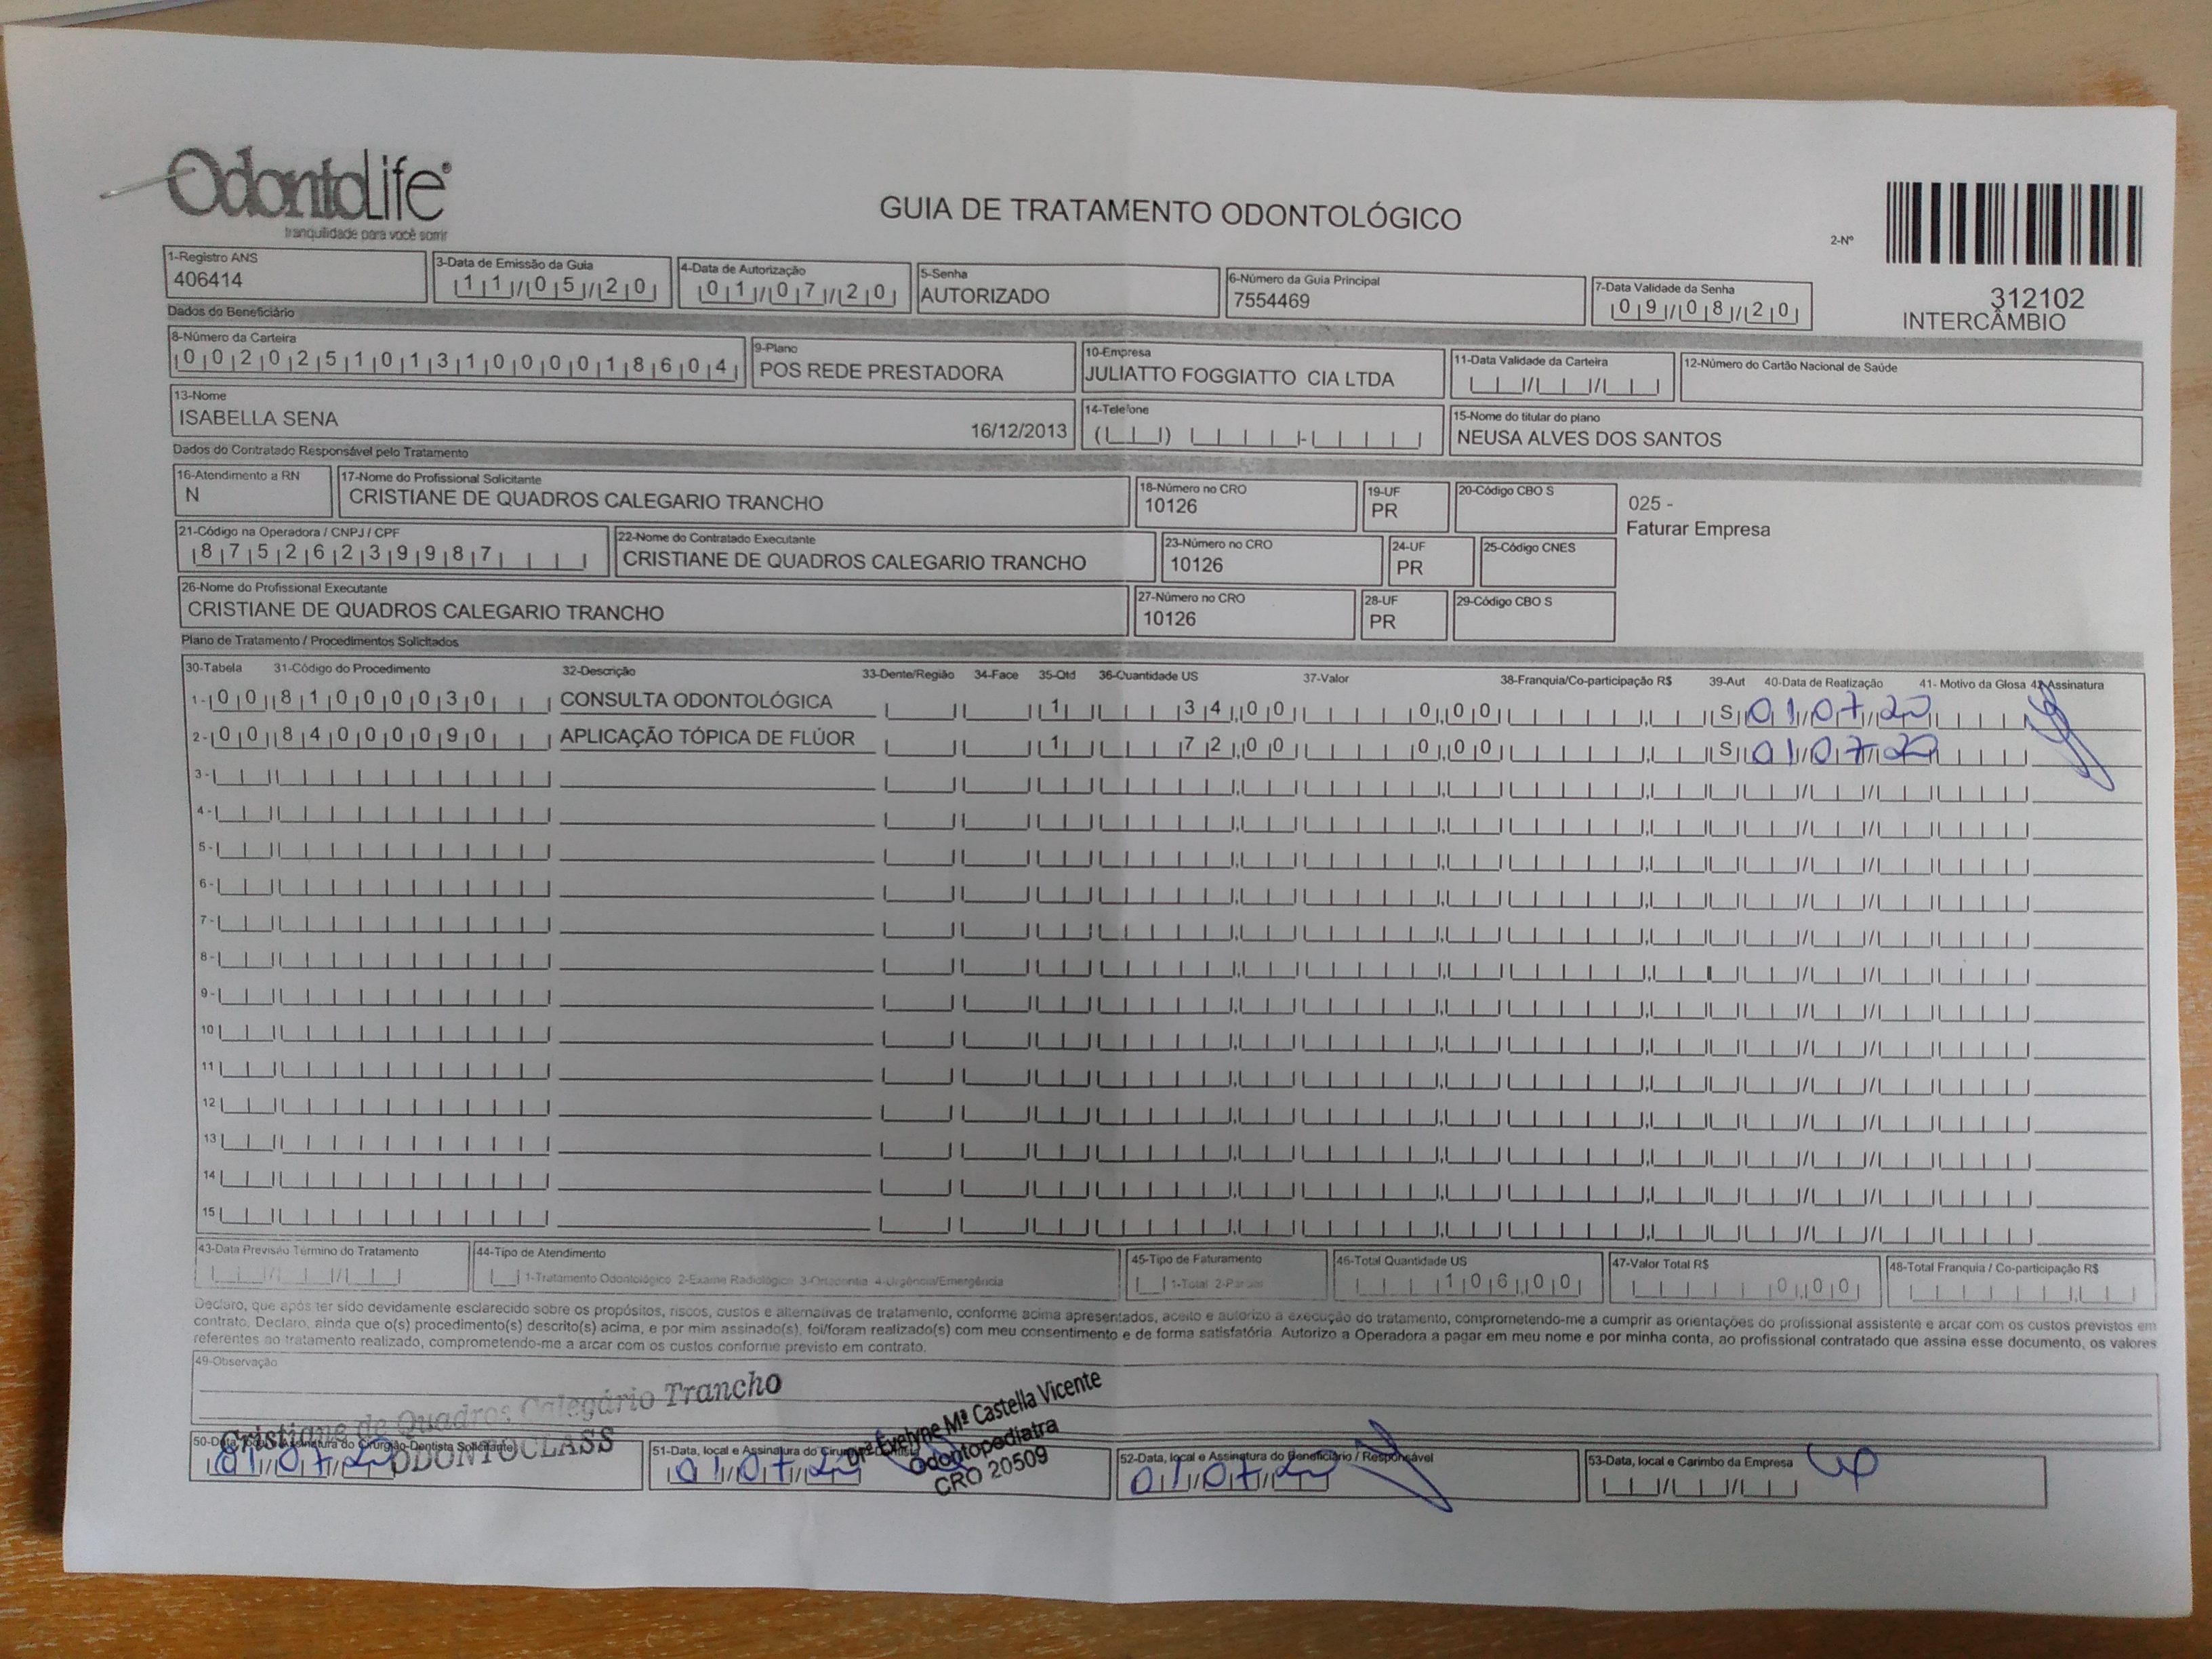 OdontoLife®
tranquilidade para você sorrir
GUIA DE TRATAMENTO ODONTOLÓGICO
2-Nº
312102
INTERCÂMBIO
1-Registro ANS
406414
3-Data de Emissão da Guia
11/05/20
4-Data de Autorização
01/07/20
5-Senha
AUTORIZADO
6-Número da Guia Principal
7554469
7-Data Validade da Senha
09/08/20
Dados do Beneficiário
8-Número da Carteira
00202510131000018604
9-Plano
POS REDE PRESTADORA
10-Empresa
JULIATTO FOGGIATTO CIA LTDA
11-Data Validade da Carteira
12-Número do Cartão Nacional de Saúde
13-Nome
ISABELLA SENA 16/12/2013
14-Telefone
15-Nome do titular do plano
NEUSA ALVES DOS SANTOS
Dados do Contratado Responsável pelo Tratamento
16-Atendimento a RN
N
17-Nome do Profissional Solicitante
CRISTIANE DE QUADROS CALEGARIO TRANCHO
18-Número no CRO
10126
19-UF
PR
20-Código CBO S
025 -
Faturar Empresa
21-Código na Operadora / CNPJ / CPF
87526239987
22-Nome do Contratado Executante
CRISTIANE DE QUADROS CALEGARIO TRANCHO
23-Número no CRO
10126
24-UF
PR
25-Código CNES
26-Nome do Profissional Executante
CRISTIANE DE QUADROS CALEGARIO TRANCHO
27-Número no CRO
10126
28-UF
PR
29-Código CBO S
Plano de Tratamento / Procedimentos Solicitados
30-Tabela 31-Código do Procedimento 32-Descrição 33-Dente/Região 34-Face 35-Qtd 36-Quantidade US 37-Valor 38-Franquia/Co-participação R$ 39-Aut 40-Data de Realização 41- Motivo da Glosa 42-Assinatura
1- 00 81000030 CONSULTA ODONTOLÓGICA 1 34,00 0,00 S 01/07/20
2- 00 84000090 APLICAÇÃO TÓPICA DE FLÚOR 1 72,00 0,00 S 01/07/20
3-
4-
5-
6-
7-
8-
9-
10
11
12
13
14
15
43-Data Previsão Término do Tratamento
44-Tipo de Atendimento
1-Tratamento Odontológico 2-Exame Radiológico 3-Ortodontia 4-Urgência/Emergência
45-Tipo de Faturamento
1-Total 2-Parcial
46-Total Quantidade US
106,00
47-Valor Total R$
0,00
48-Total Franquia / Co-participação R$
Declaro, que após ter sido devidamente esclarecido sobre os propósitos, riscos, custos e alternativas de tratamento, conforme acima apresentados, aceito e autorizo a execução do tratamento, comprometendo-me a cumprir as orientações do profissional assistente e arcar com os custos previstos em
contrato. Declaro, ainda que o(s) procedimento(s) descrito(s) acima, e por mim assinado(s), foi/foram realizado(s) com meu consentimento e de forma satisfatória. Autorizo a Operadora a pagar em meu nome e por minha conta, ao profissional contratado que assina esse documento, os valores
referentes ao tratamento realizado, comprometendo-me a arcar com os custos conforme previsto em contrato.
49-Observação
Cristiane de Quadros Calegário Trancho
ODONTOCLASS
Drª Evelyne Mª Castella Vicente
Odontopediatra
CRO 20509
50-Data, local e Assinatura do Cirurgião-Dentista Solicitante
01/07/20
51-Data, local e Assinatura do Cirurgião-Dentista
01/07/20
52-Data, local e Assinatura do Beneficiário / Responsável
01/07/20
53-Data, local e Carimbo da Empresa